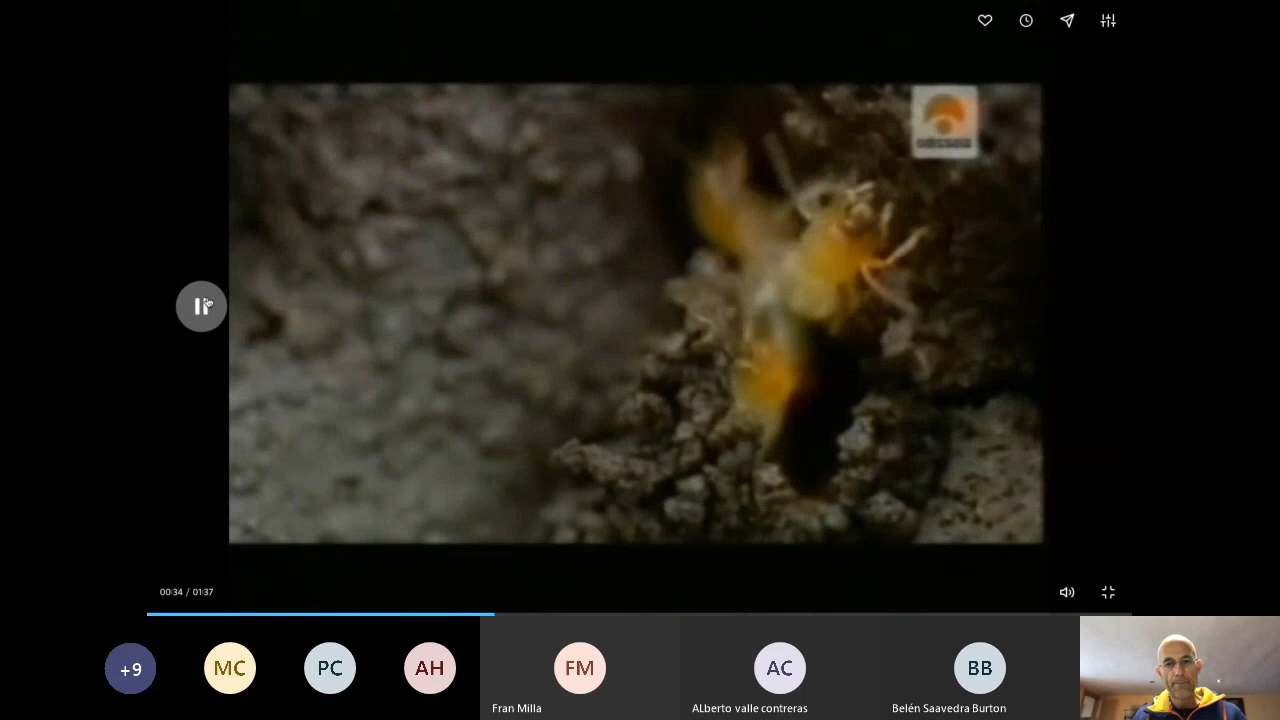 00:34 / 01:37
+9
MC
PC
AH
FM
AC
BB
Fran Milla
ALberto valle contreras
Belén Saavedra Burton